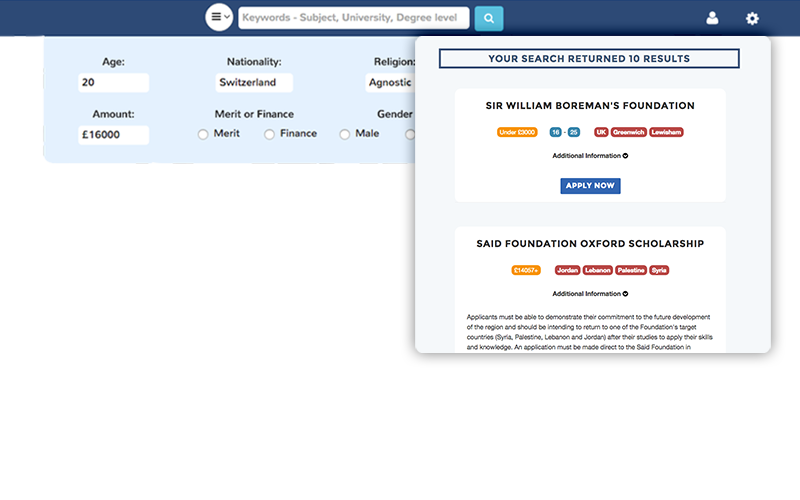 Keywords - Subject, University, Degree level
Age: Nationality: Religion:
20 Switzerland Agnostic
Amount: Merit or Finance Gender
£16000 Merit Finance Male
YOUR SEARCH RETURNED 10 RESULTS
SIR WILLIAM BOREMAN'S FOUNDATION
Under £3000 16 - 25 UK Greenwich Lewisham
Additional Information
APPLY NOW
SAID FOUNDATION OXFORD SCHOLARSHIP
£14057+ Jordan Lebanon Palestine Syria
Additional Information
Applicants must be able to demonstrate their commitment to the future development
of the region and should be intending to return to one of the Foundation's target
countries (Syria, Palestine, Lebanon and Jordan) after their studies to apply their skills
and knowledge. An application must be made direct to the Said Foundation in